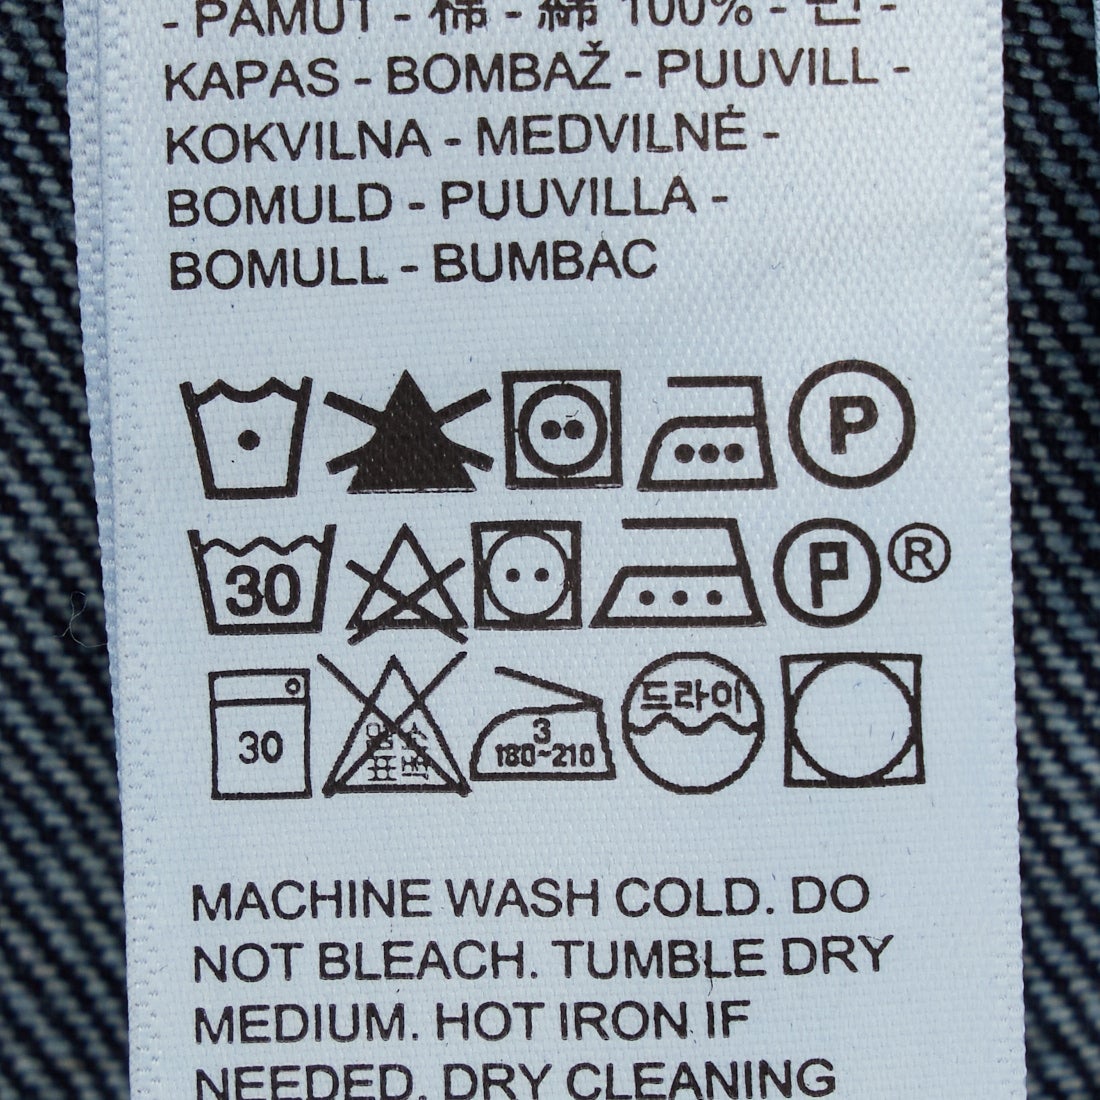 - PAMUT - 棉 - 綿 100% - 면 -
KAPAS - BOMBAŽ - PUUVILL -
KOKVILNA - MEDVILNĖ -
BOMULD - PUUVILLA -
BOMULL - BUMBAC
P
30 P ®
30 3 드라이
180~210
MACHINE WASH COLD. DO
NOT BLEACH. TUMBLE DRY
MEDIUM. HOT IRON IF
NEEDED. DRY CLEANING